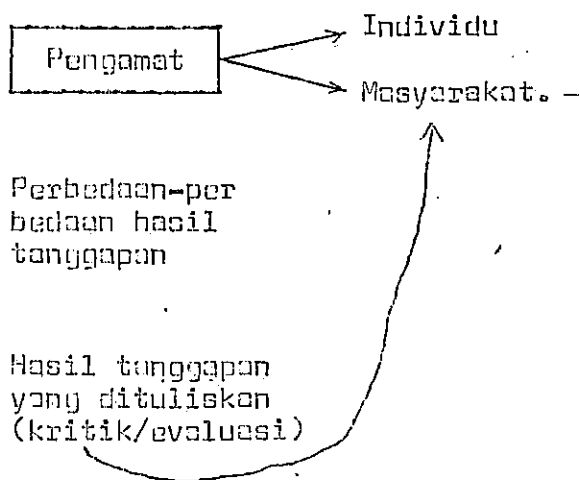 Individu
Pengamat
Masyarakat. -
Perbedaan-per
bedaan hasil
tanggapan
Hasil tanggapan
yang dituliskan
(kritik/evaluasi)